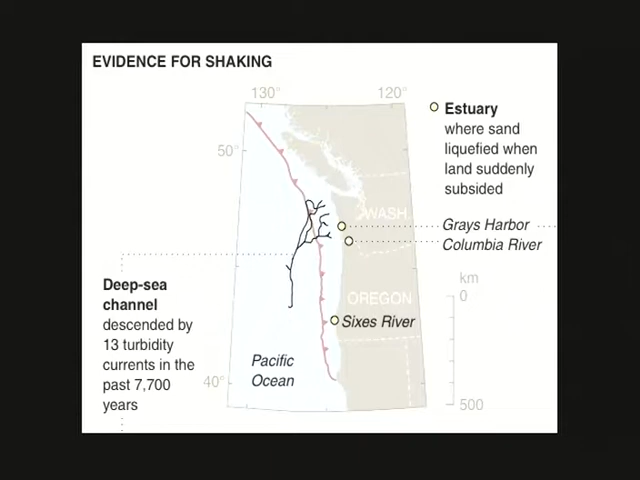 EVIDENCE FOR SHAKING
130°
120°
50°
40°
Estuary
where sand
liquefied when
land suddenly
subsided
WASH.
Grays Harbor
Columbia River
Deep-sea
channel
descended by
13 turbidity
currents in the
past 7,700
years
OREGON
Sixes River
Pacific
Ocean
km
0
500